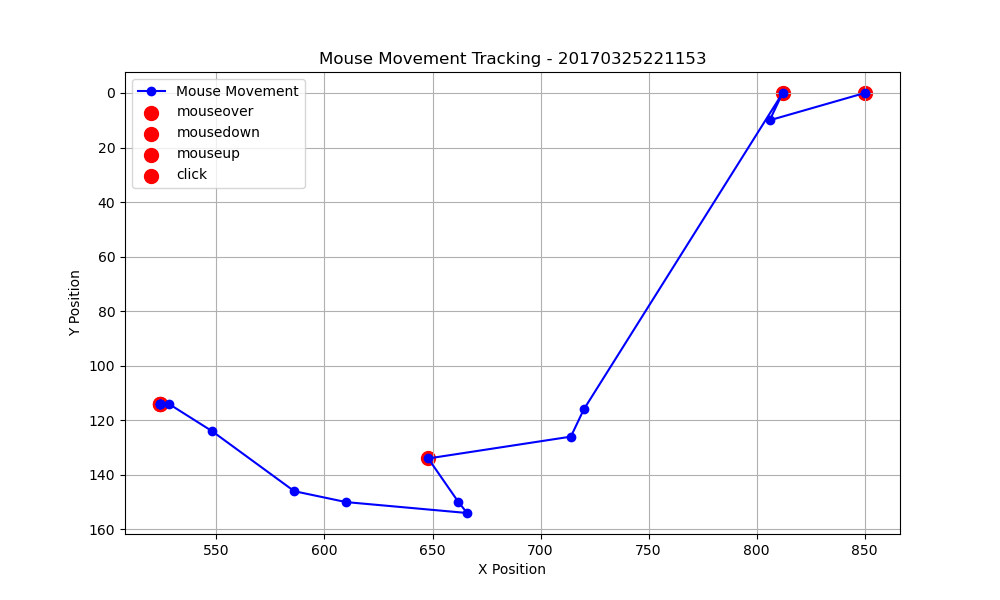 Mouse Movement Tracking - 20170325221153
Mouse Movement
mouseover
mousedown
mouseup
click
0
20
40
60
80
100
120
140
160
Y Position
550 600 650 700 750 800 850
X Position